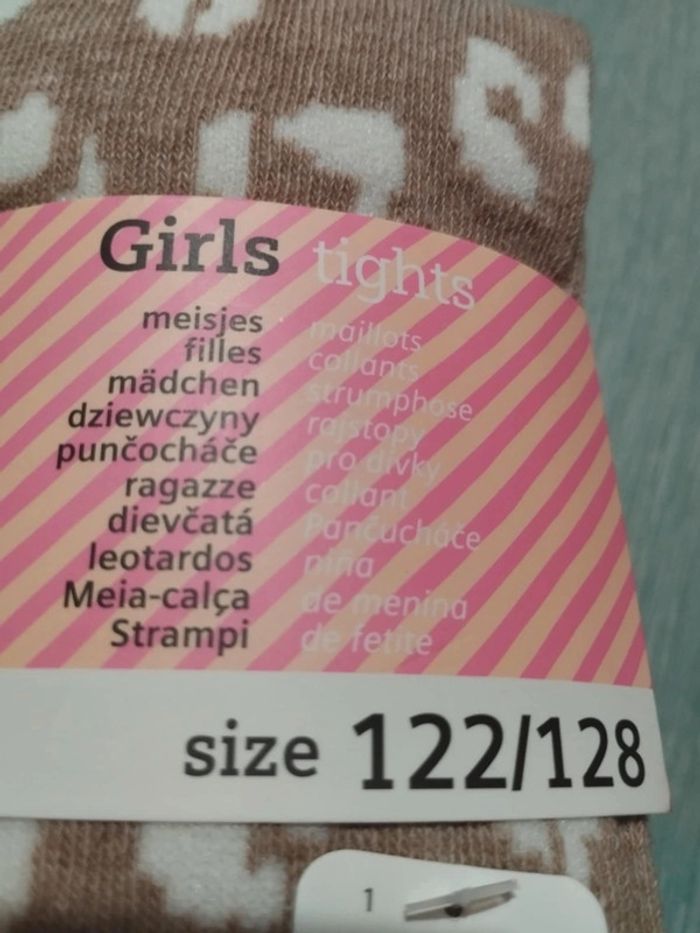 Girls tights
meisjes maillots
filles collants
mädchen strumphose
dziewczyny rajstopy
punčocháče pro dívky
ragazze collant
dievčatá Pančucháče
leotardos niña
Meia-calça de menina
Strampi de fetite
size 122/128
1